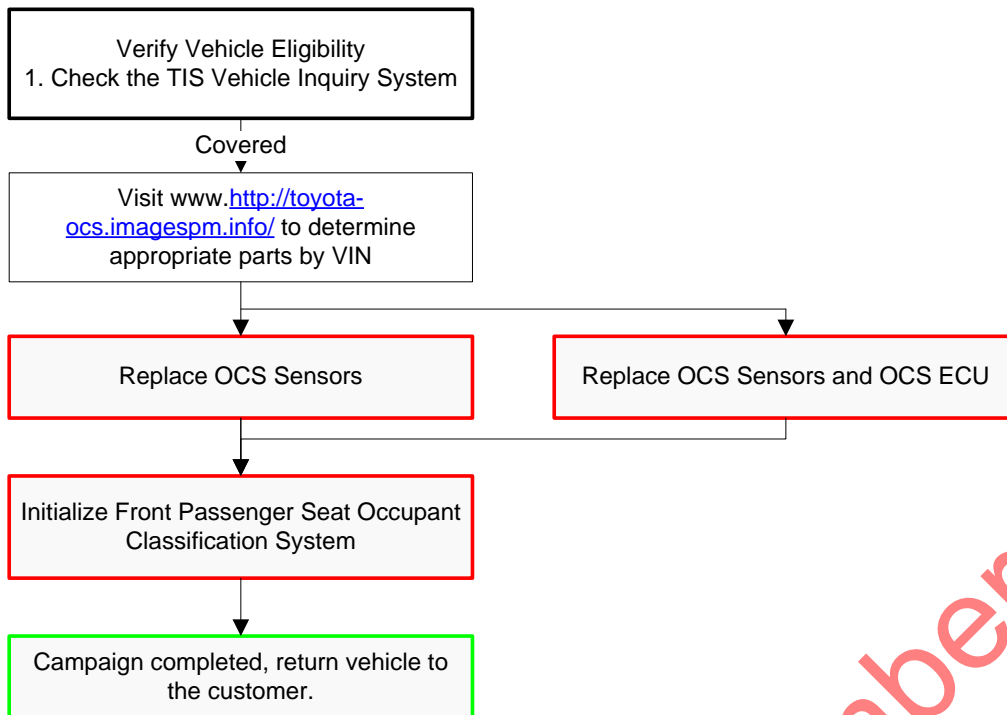 Verify Vehicle Eligibility
1. Check the TIS Vehicle Inquiry System
Covered
Visit www.http://toyota-
ocs.imagespm.info/ to determine
appropriate parts by VIN
Replace OCS Sensors
Replace OCS Sensors and OCS ECU
Initialize Front Passenger Seat Occupant
Classification System
Campaign completed, return vehicle to
the customer.